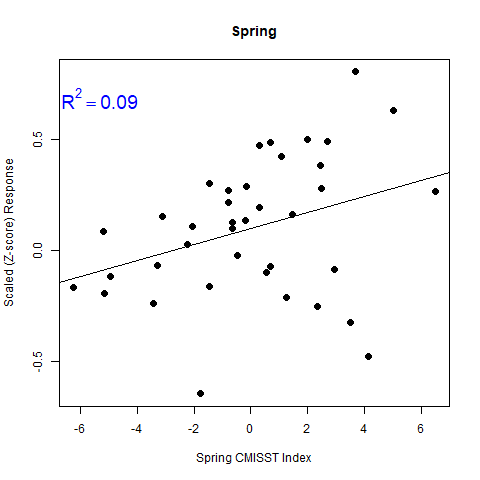 Spring
R² = 0.09
Scaled (Z-score) Response
0.5
0.0
-0.5
-6 -4 -2 0 2 4 6
Spring CMISST Index